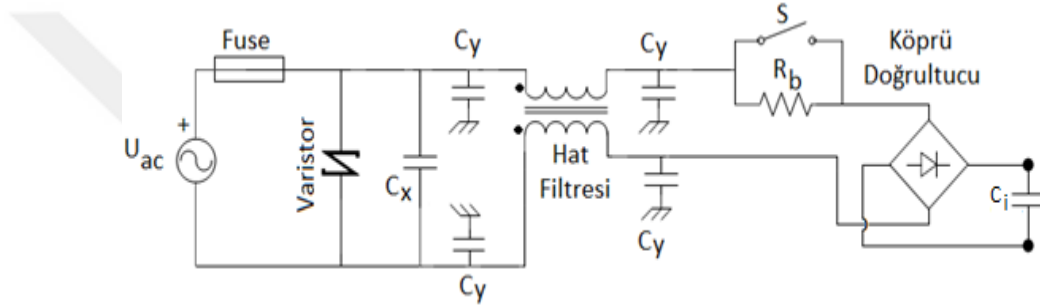 Fuse
Cy
Cy
S
Köprü
Doğrultucu
Rb
+
Uac
Varistor
Cx
Hat
Filtresi
Cy
Cy
Ci